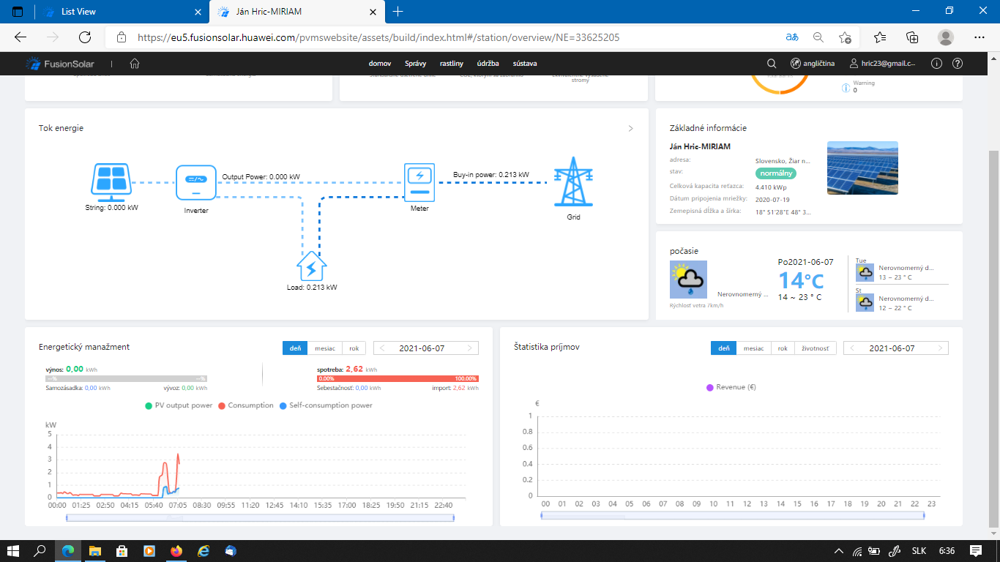 List View
Ján Hric-MIRIAM
https://eu5.fusionsolar.huawei.com/pvmswebsite/assets/build/index.html#/station/overview/NE=33625205
FusionSolar
domov Správy rastliny údržba sústava
angličtina
hric23@gmail.c...
stromy
Warning
0
Tok energie
String: 0.000 kW
Inverter
Output Power: 0.000 kW
Meter
Buy-in power: 0.213 kW
Grid
Load: 0.213 kW
Základné informácie
Ján Hric-MIRIAM
adresa: Slovensko, Žiar n...
stav: normálny
Celková kapacita reťazca: 4.410 kWp
Dátum pripojenia mriežky: 2020-07-19
Zemepisná dĺžka a šírka: 18° 51'28"E 48° 3...
počasie
Nerovnomerný ...
Rýchlosť vetra 7km/h
Po2021-06-07
14°C
14 ~ 23 ° C
Tue
Nerovnomerný d...
13 ~ 23 ° C
St
Nerovnomerný d...
12 ~ 22 ° C
Energetický manažment
deň mesiac rok
< 2021-06-07 >
výnos: 0,00 kWh
--% --%
Samozásadka: 0,00 kWh vývoz: 0,00 kWh
spotreba: 2,62 kWh
0.00% 100.00%
Sebestačnosť: 0,00 kWh import: 2,62 kWh
PV output power Consumption Self-consumption power
kW
5
4
3
2
1
0
00:00 01:25 02:50 04:15 05:40 07:05 08:30 09:55 11:20 12:45 14:10 15:35 17:00 18:25 19:50 21:15 22:40
Štatistika príjmov
deň mesiac rok životnosť
< 2021-06-07 >
Revenue (€)
€
1
0.8
0.6
0.4
0.2
0
00 01 02 03 04 05 06 07 08 09 10 11 12 13 14 15 16 17 18 19 20 21 22 23
SLK 6:36